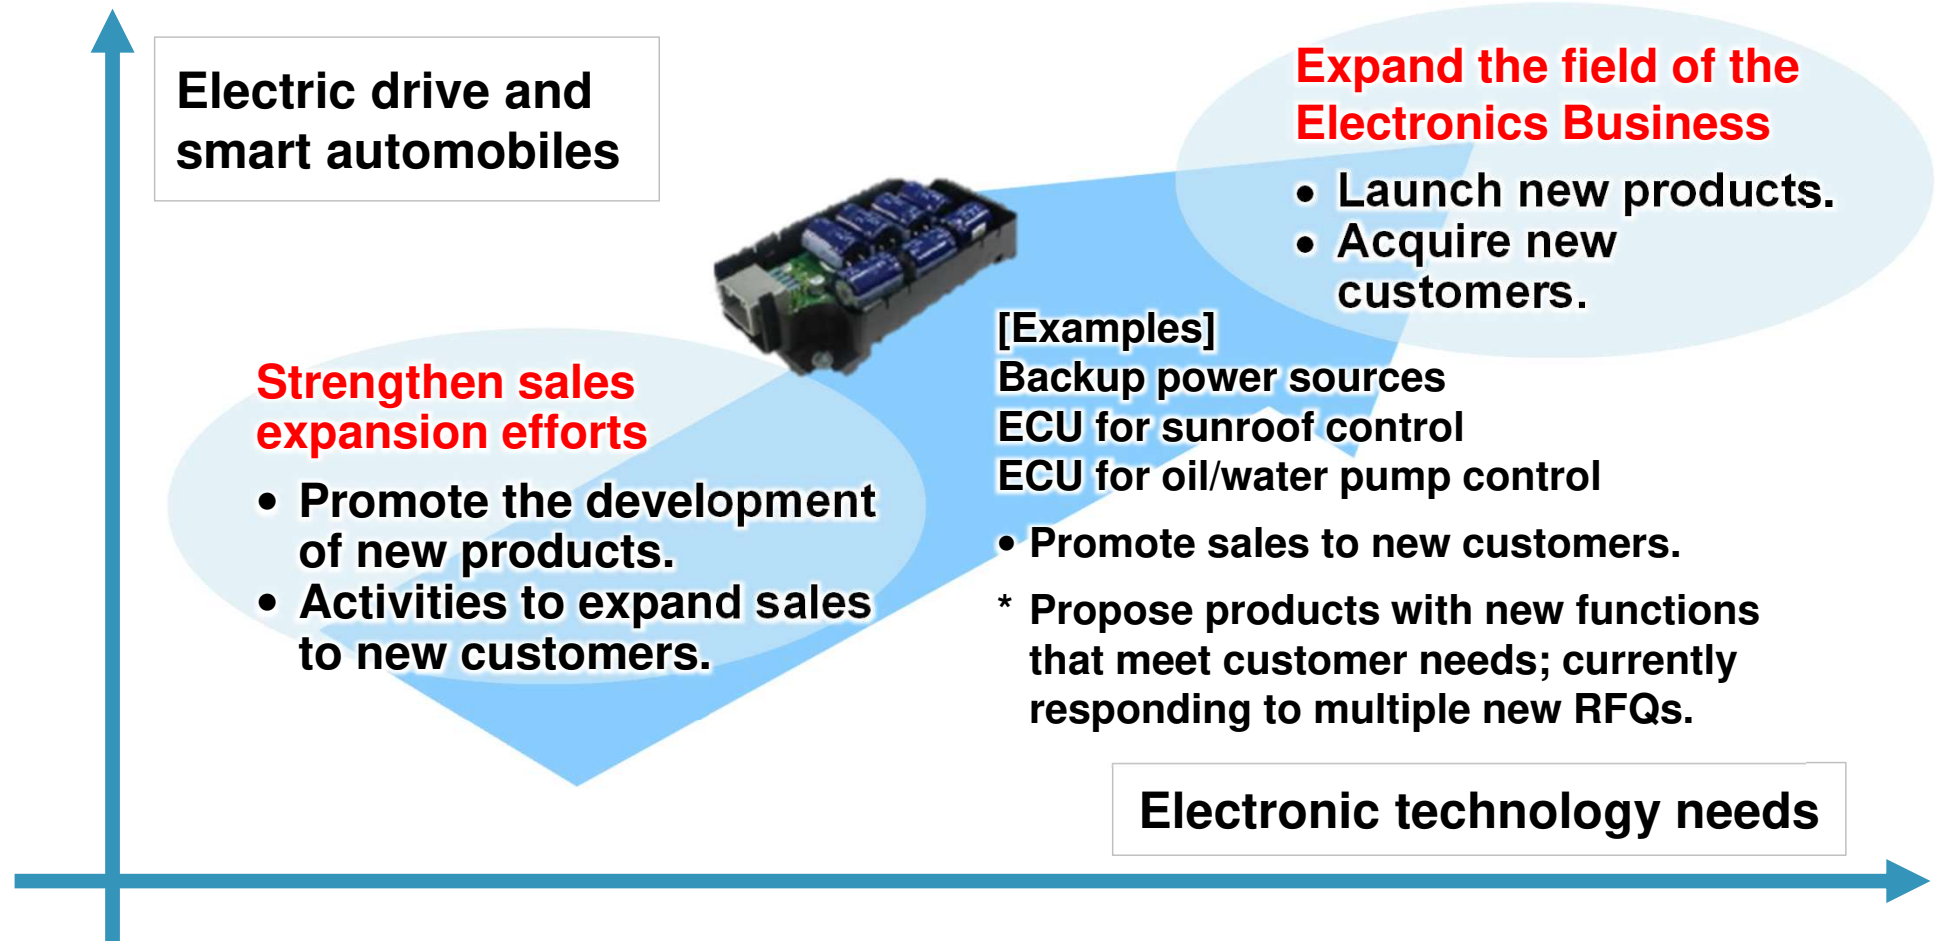 Electric drive and
smart automobiles
Expand the field of the
Electronics Business
• Launch new products.
• Acquire new
customers.
Strengthen sales
expansion efforts
• Promote the development
of new products.
• Activities to expand sales
to new customers.
[Examples]
Backup power sources
ECU for sunroof control
ECU for oil/water pump control
• Promote sales to new customers.
* Propose products with new functions
that meet customer needs; currently
responding to multiple new RFQs.
Electronic technology needs